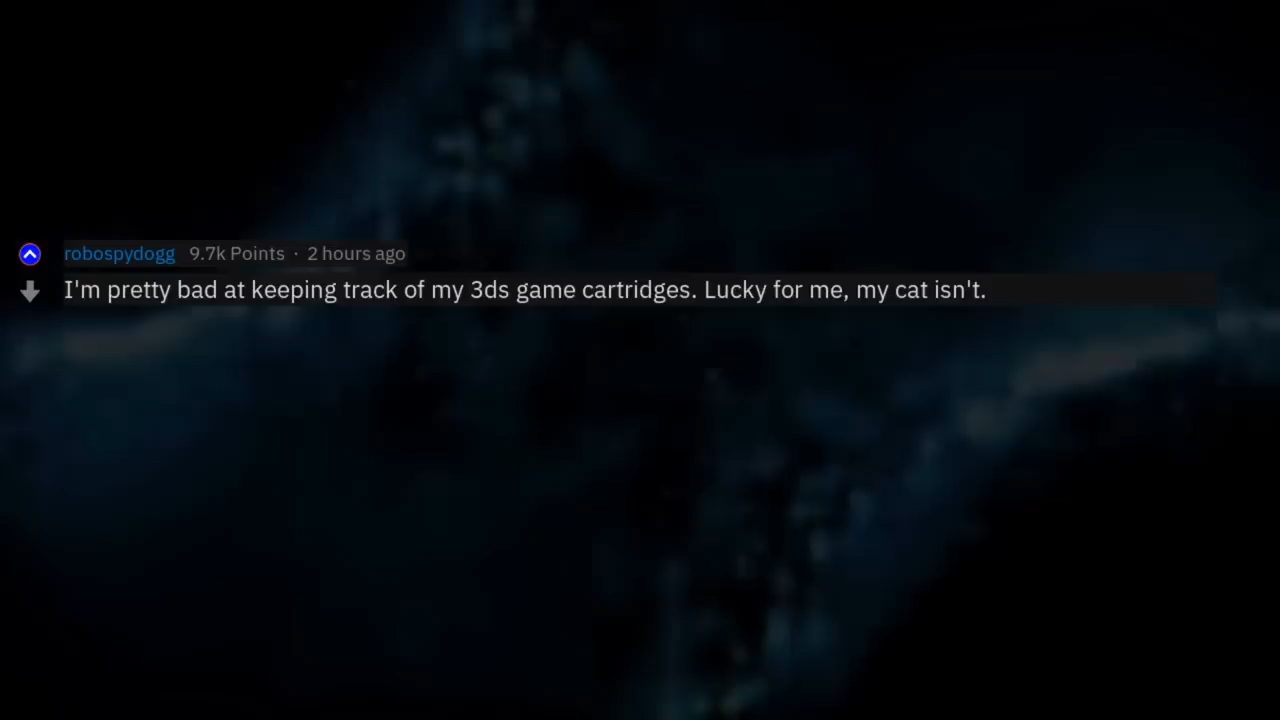 robospydogg 9.7k Points · 2 hours ago
I'm pretty bad at keeping track of my 3ds game cartridges. Lucky for me, my cat isn't.